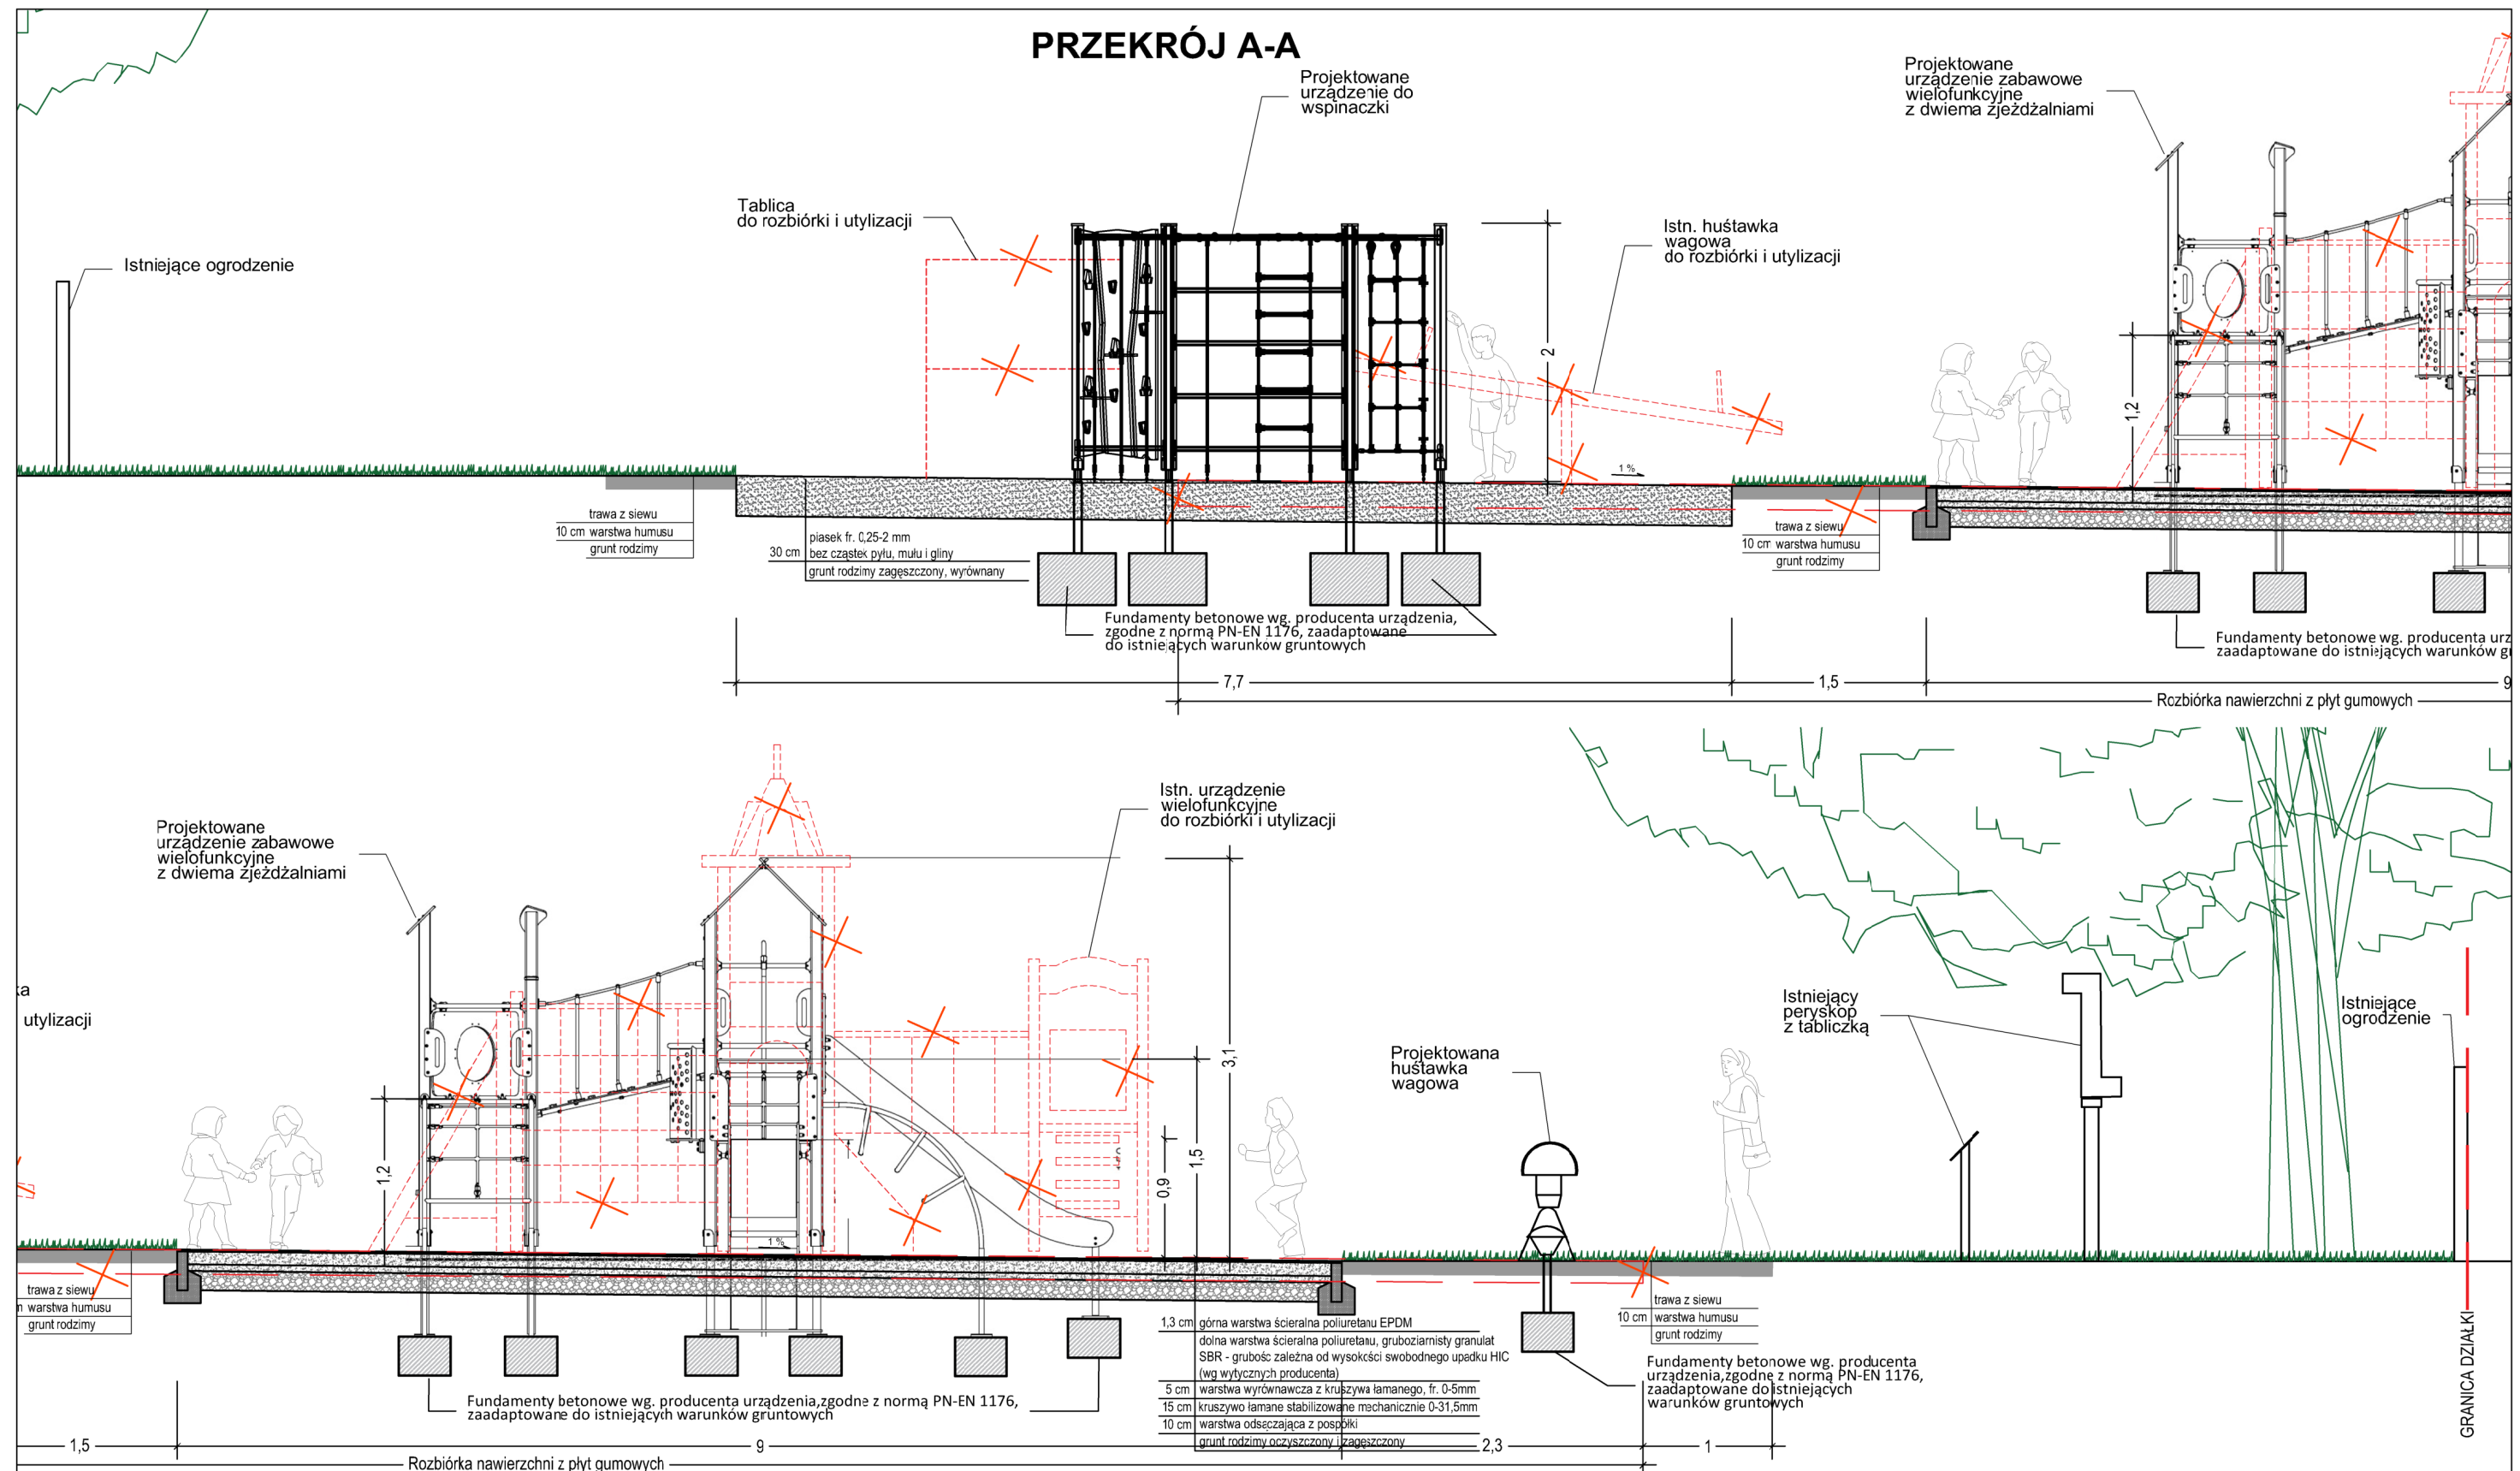 PRZEKRÓJ A-A
Projektowane
urządzenie do
wspinaczki
Projektowane
urządzenie zabawowe
wielofunkcyjne
z dwiema zjeżdżalniami
Tablica
do rozbiórki i utylizacji
Istn. huśtawka
wagowa
do rozbiórki i utylizacji
Istniejące ogrodzenie
2
1,2
1 %
trawa z siewu
10 cm warstwa humusu
grunt rodzimy
piasek fr. 0,25-2 mm
30 cm bez cząstek pyłu, mułu i gliny
grunt rodzimy zagęszczony, wyrównany
trawa z siewu
10 cm warstwa humusu
grunt rodzimy
Fundamenty betonowe wg. producenta urządzenia,
zgodne z normą PN-EN 1176, zaadaptowane
do istniejących warunków gruntowych
Fundamenty betonowe wg. producenta urz
zaadaptowane do istniejących warunków g
7,7
1,5
9
Rozbiórka nawierzchni z płyt gumowych
Projektowane
urządzenie zabawowe
wielofunkcyjne
z dwiema zjeżdżalniami
Istn. urządzenie
wielofunkcyjne
do rozbiórki i utylizacji
ka
utylizacji
Istniejący
peryskop
z tabliczką
Istniejące
ogrodzenie
Projektowana
huśtawka
wagowa
3,1
1,5
0,9
1,2
1 %
trawa z siewu
warstwa humusu
grunt rodzimy
1,3 cm górna warstwa ścieralna poliuretanu EPDM
dolna warstwa ścieralna poliuretanu, gruboziarnisty granulat
SBR - grubośc zależna od wysokości swobodnego upadku HIC
(wg wytycznych producenta)
5 cm warstwa wyrównawcza z kruszywa łamanego, fr. 0-5mm
15 cm kruszywo łamane stabilizowane mechanicznie 0-31,5mm
10 cm warstwa odsączająca z pospółki
grunt rodzimy oczyszczony i zagęszczony
trawa z siewu
10 cm warstwa humusu
grunt rodzimy
Fundamenty betonowe wg. producenta
urządzenia,zgodne z normą PN-EN 1176,
zaadaptowane do istniejących
warunków gruntowych
Fundamenty betonowe wg. producenta urządzenia,zgodne z normą PN-EN 1176,
zaadaptowane do istniejących warunków gruntowych
GRANICA DZIAŁKI
1,5
9
2,3
1
Rozbiórka nawierzchni z płyt gumowych